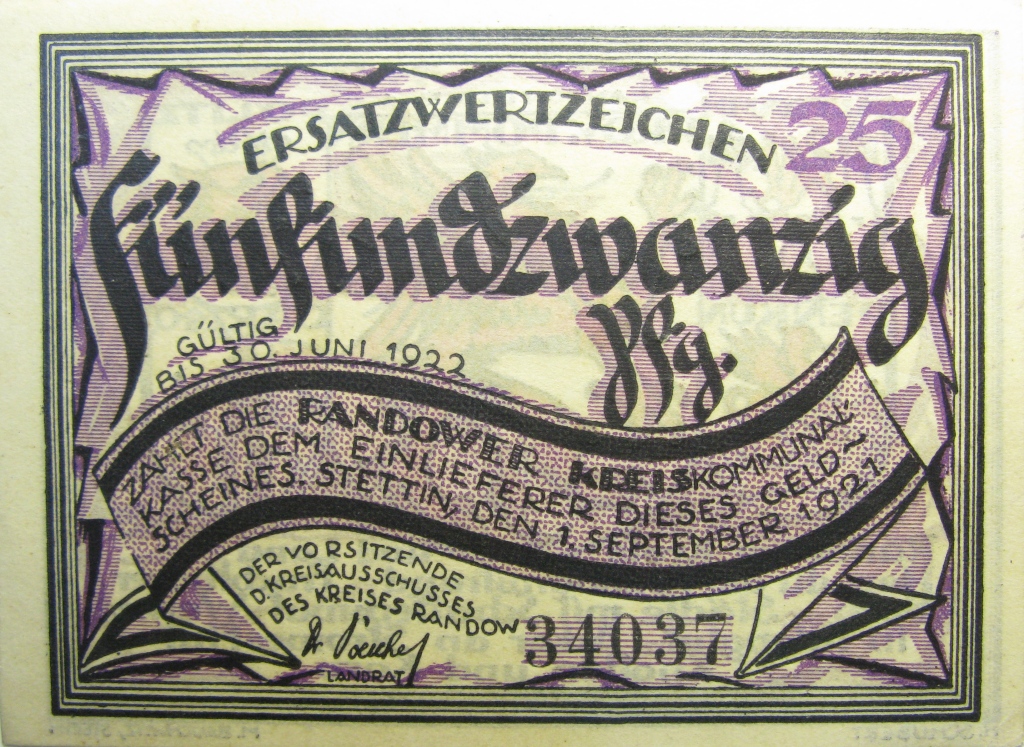 ERSATZWERTZEICHEN
25
Fünfundzwanzig
Pfg.
GÜLTIG
BIS 30. JUNI 1922
ZAHLT DIE RANDOWER KREISKOMMUNAL-
KASSE DEM EINLIEFERER DIESES GELD-
SCHEINES. STETTIN, DEN 1. SEPTEMBER 1921
DER VORSITZENDE
D. KREISAUSSCHUSSES
DES KREISES RANDOW
LANDRAT
34037